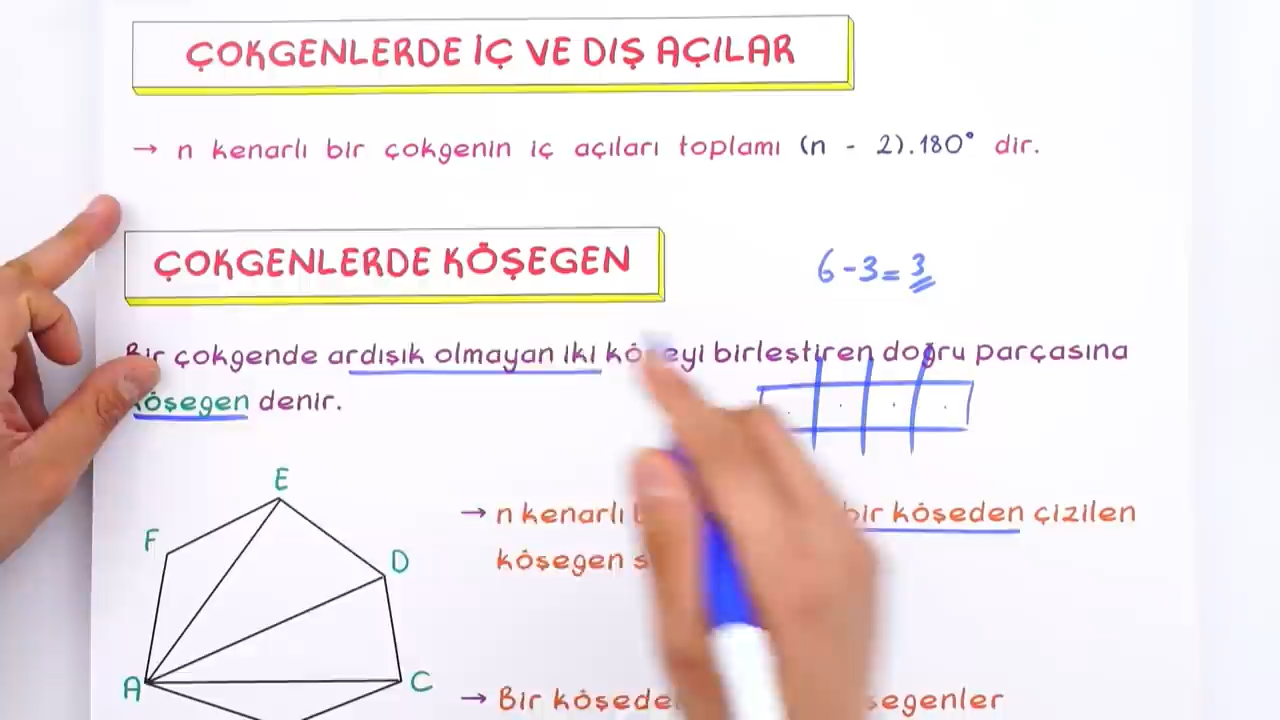 ÇOKGENLERDE İÇ VE DIŞ AÇILAR
→ n kenarlı bir çokgenin iç açıları toplamı (n - 2).180° dir.
ÇOKGENLERDE KÖŞEGEN
6-3=3
Bir çokgende ardışık olmayan iki köşeyi birleştiren doğru parçasına
köşegen denir.
E
F
D
A
C
→ n kenarlı bir köşeden çizilen
köşegen
→ Bir